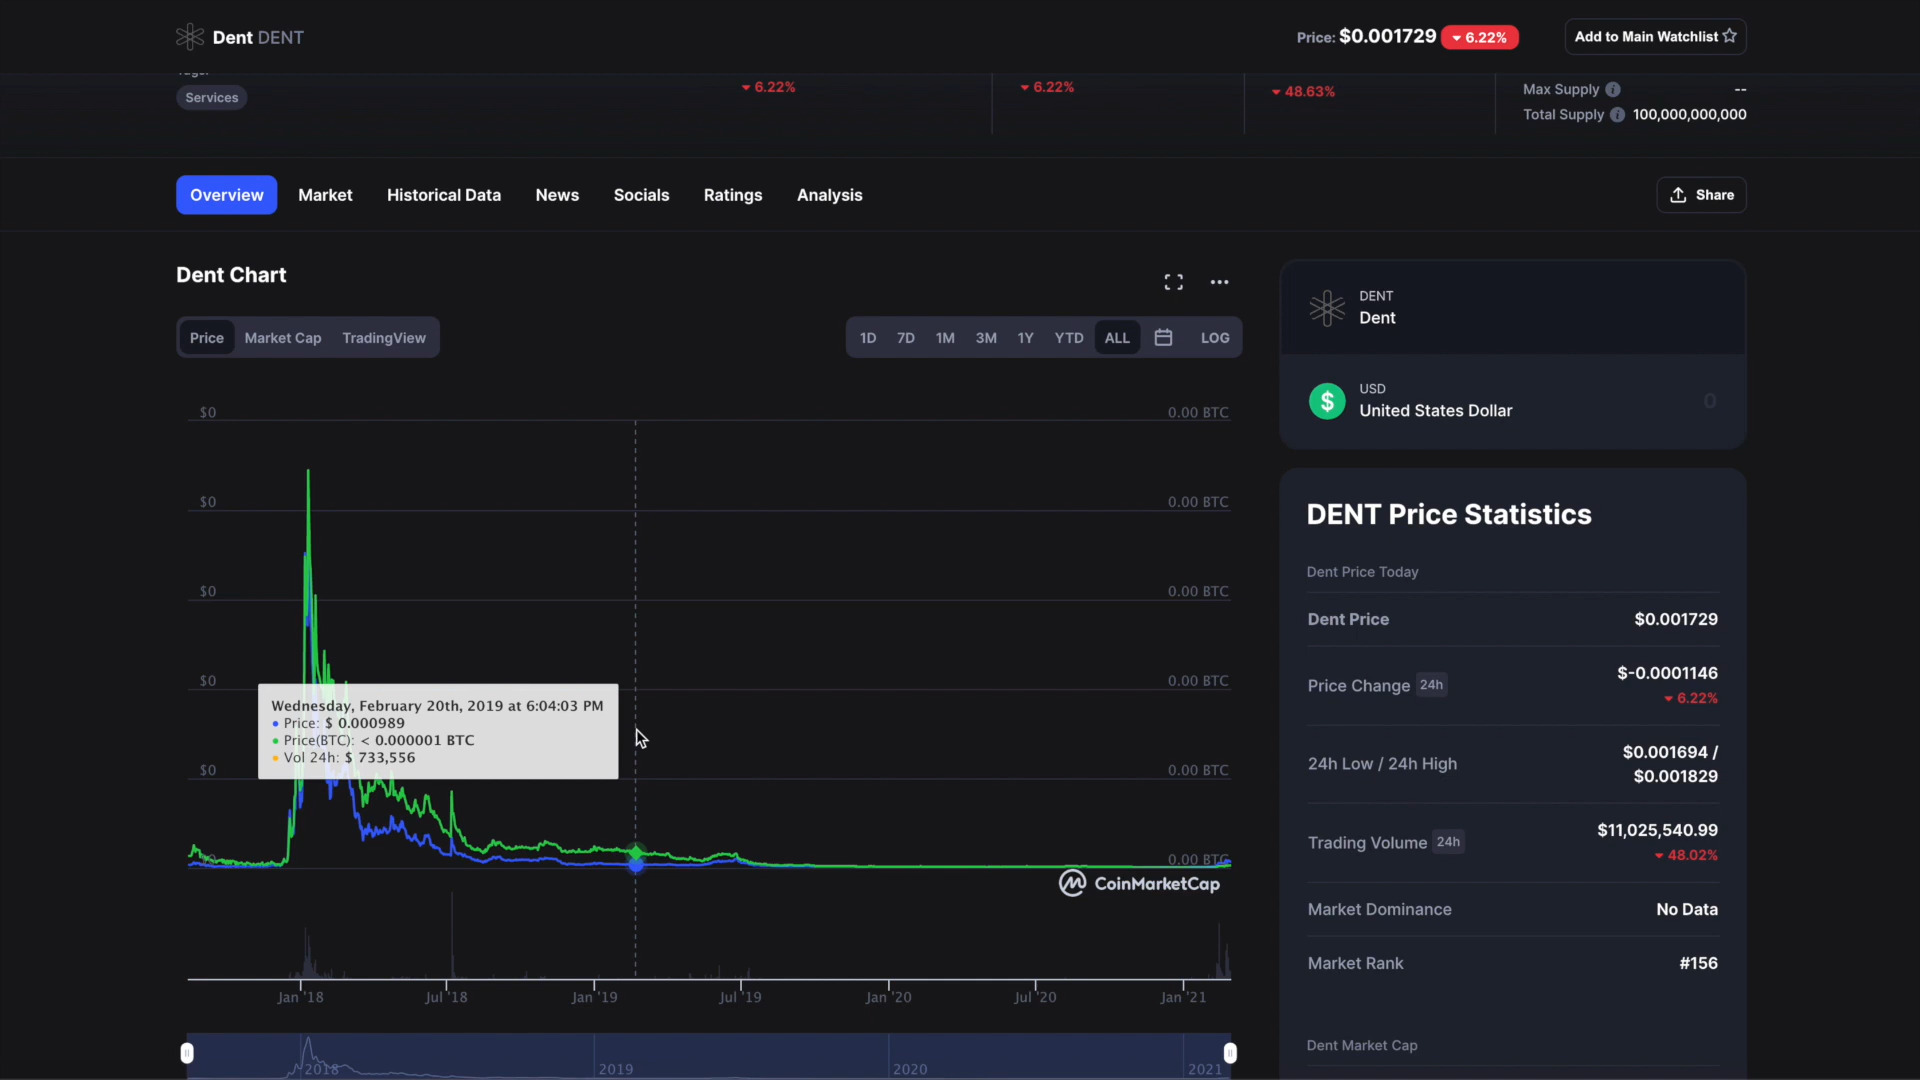 Dent DENT
Price: $0.001729 6.22%
Add to Main Watchlist
Services
6.22%
6.22%
48.63%
Max Supply --
Total Supply 100,000,000,000
Overview
Market
Historical Data
News
Socials
Ratings
Analysis
Share
Dent Chart
Price
Market Cap
TradingView
1D
7D
1M
3M
1Y
YTD
ALL
LOG
$0
0.00 BTC
$0
0.00 BTC
$0
0.00 BTC
$0
0.00 BTC
$0
0.00 BTC
0.00 BTC
Wednesday, February 20th, 2019 at 6:04:03 PM
Price: $ 0.000989
Price(BTC): < 0.000001 BTC
Vol 24h: $ 733,556
CoinMarketCap
Jan '18
Jul '18
Jan '19
Jul '19
Jan '20
Jul '20
Jan '21
2018
2019
2020
2021
DENT
Dent
USD
United States Dollar
0
DENT Price Statistics
Dent Price Today
Dent Price
$0.001729
Price Change 24h
$-0.0001146
6.22%
24h Low / 24h High
$0.001694 /
$0.001829
Trading Volume 24h
$11,025,540.99
48.02%
Market Dominance
No Data
Market Rank
#156
Dent Market Cap